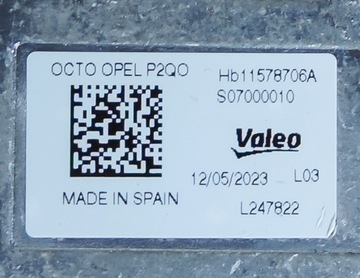 OCTO OPEL P2QO
Hb11578706A
S07000010
Valeo
12/05/2023 L03
MADE IN SPAIN
L247822